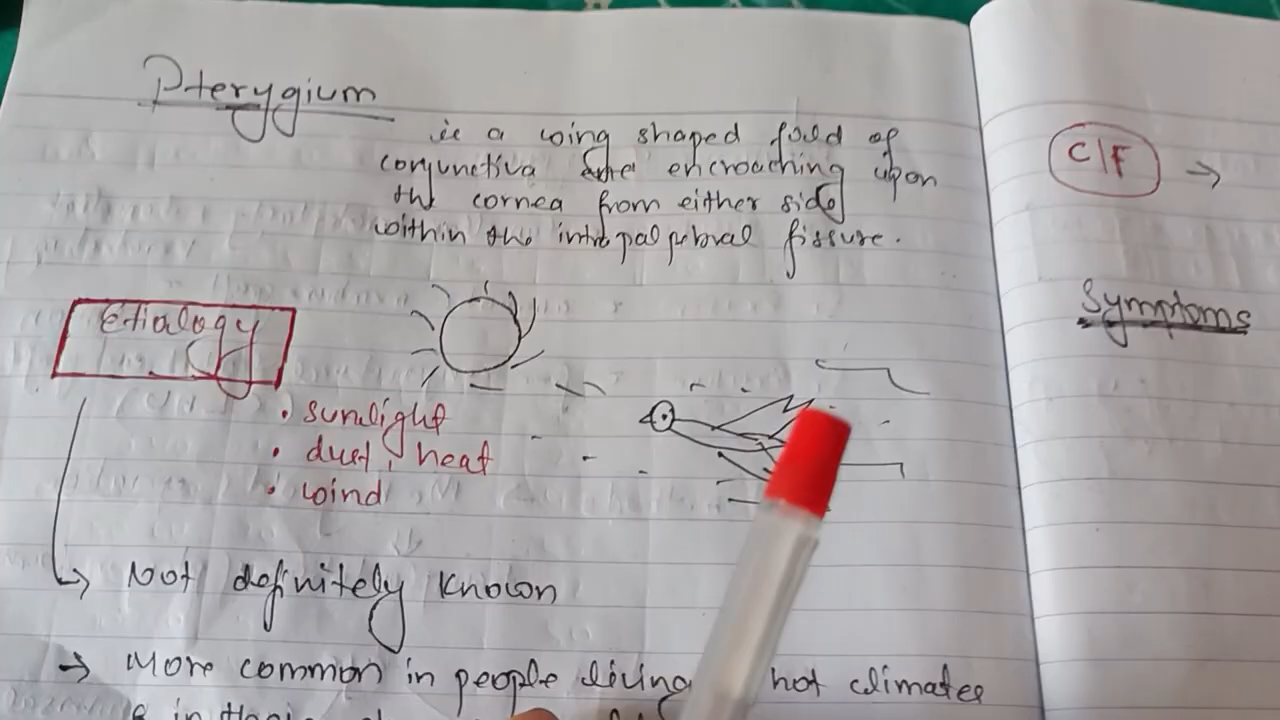 Pterygium
is a wing shaped fold of
conjunctiva encroaching upon
the cornea from either side
within the intrapalpebral fissure.
Etialogy
• sunlight
• dust, heat
• wind
→ Not definitely known
→ More common in people living hot climates
C/F →
Symptoms